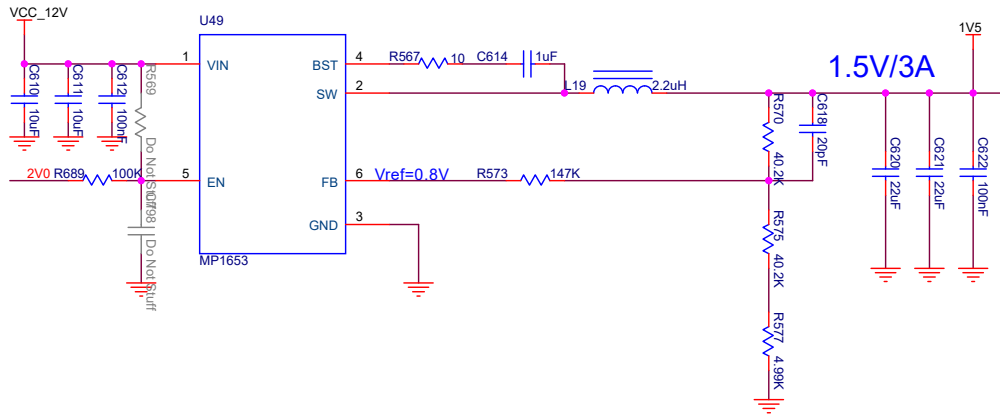 VCC_12V
U49
1V5
1 VIN
BST 4
R567 10
C614 1uF
SW 2
L19 2.2uH
1.5V/3A
C610 10uF
C611 10uF
C612 100nF
R569 Do Not Stuff
R570 40.2K
C618 20pF
C620 22uF
C621 22uF
C622 100nF
2V0 R689 100K
5 EN
FB 6
Vref=0.8V
R573 147K
GND 3
Do Not Stuff
R575 40.2K
MP1653
R577 4.99K